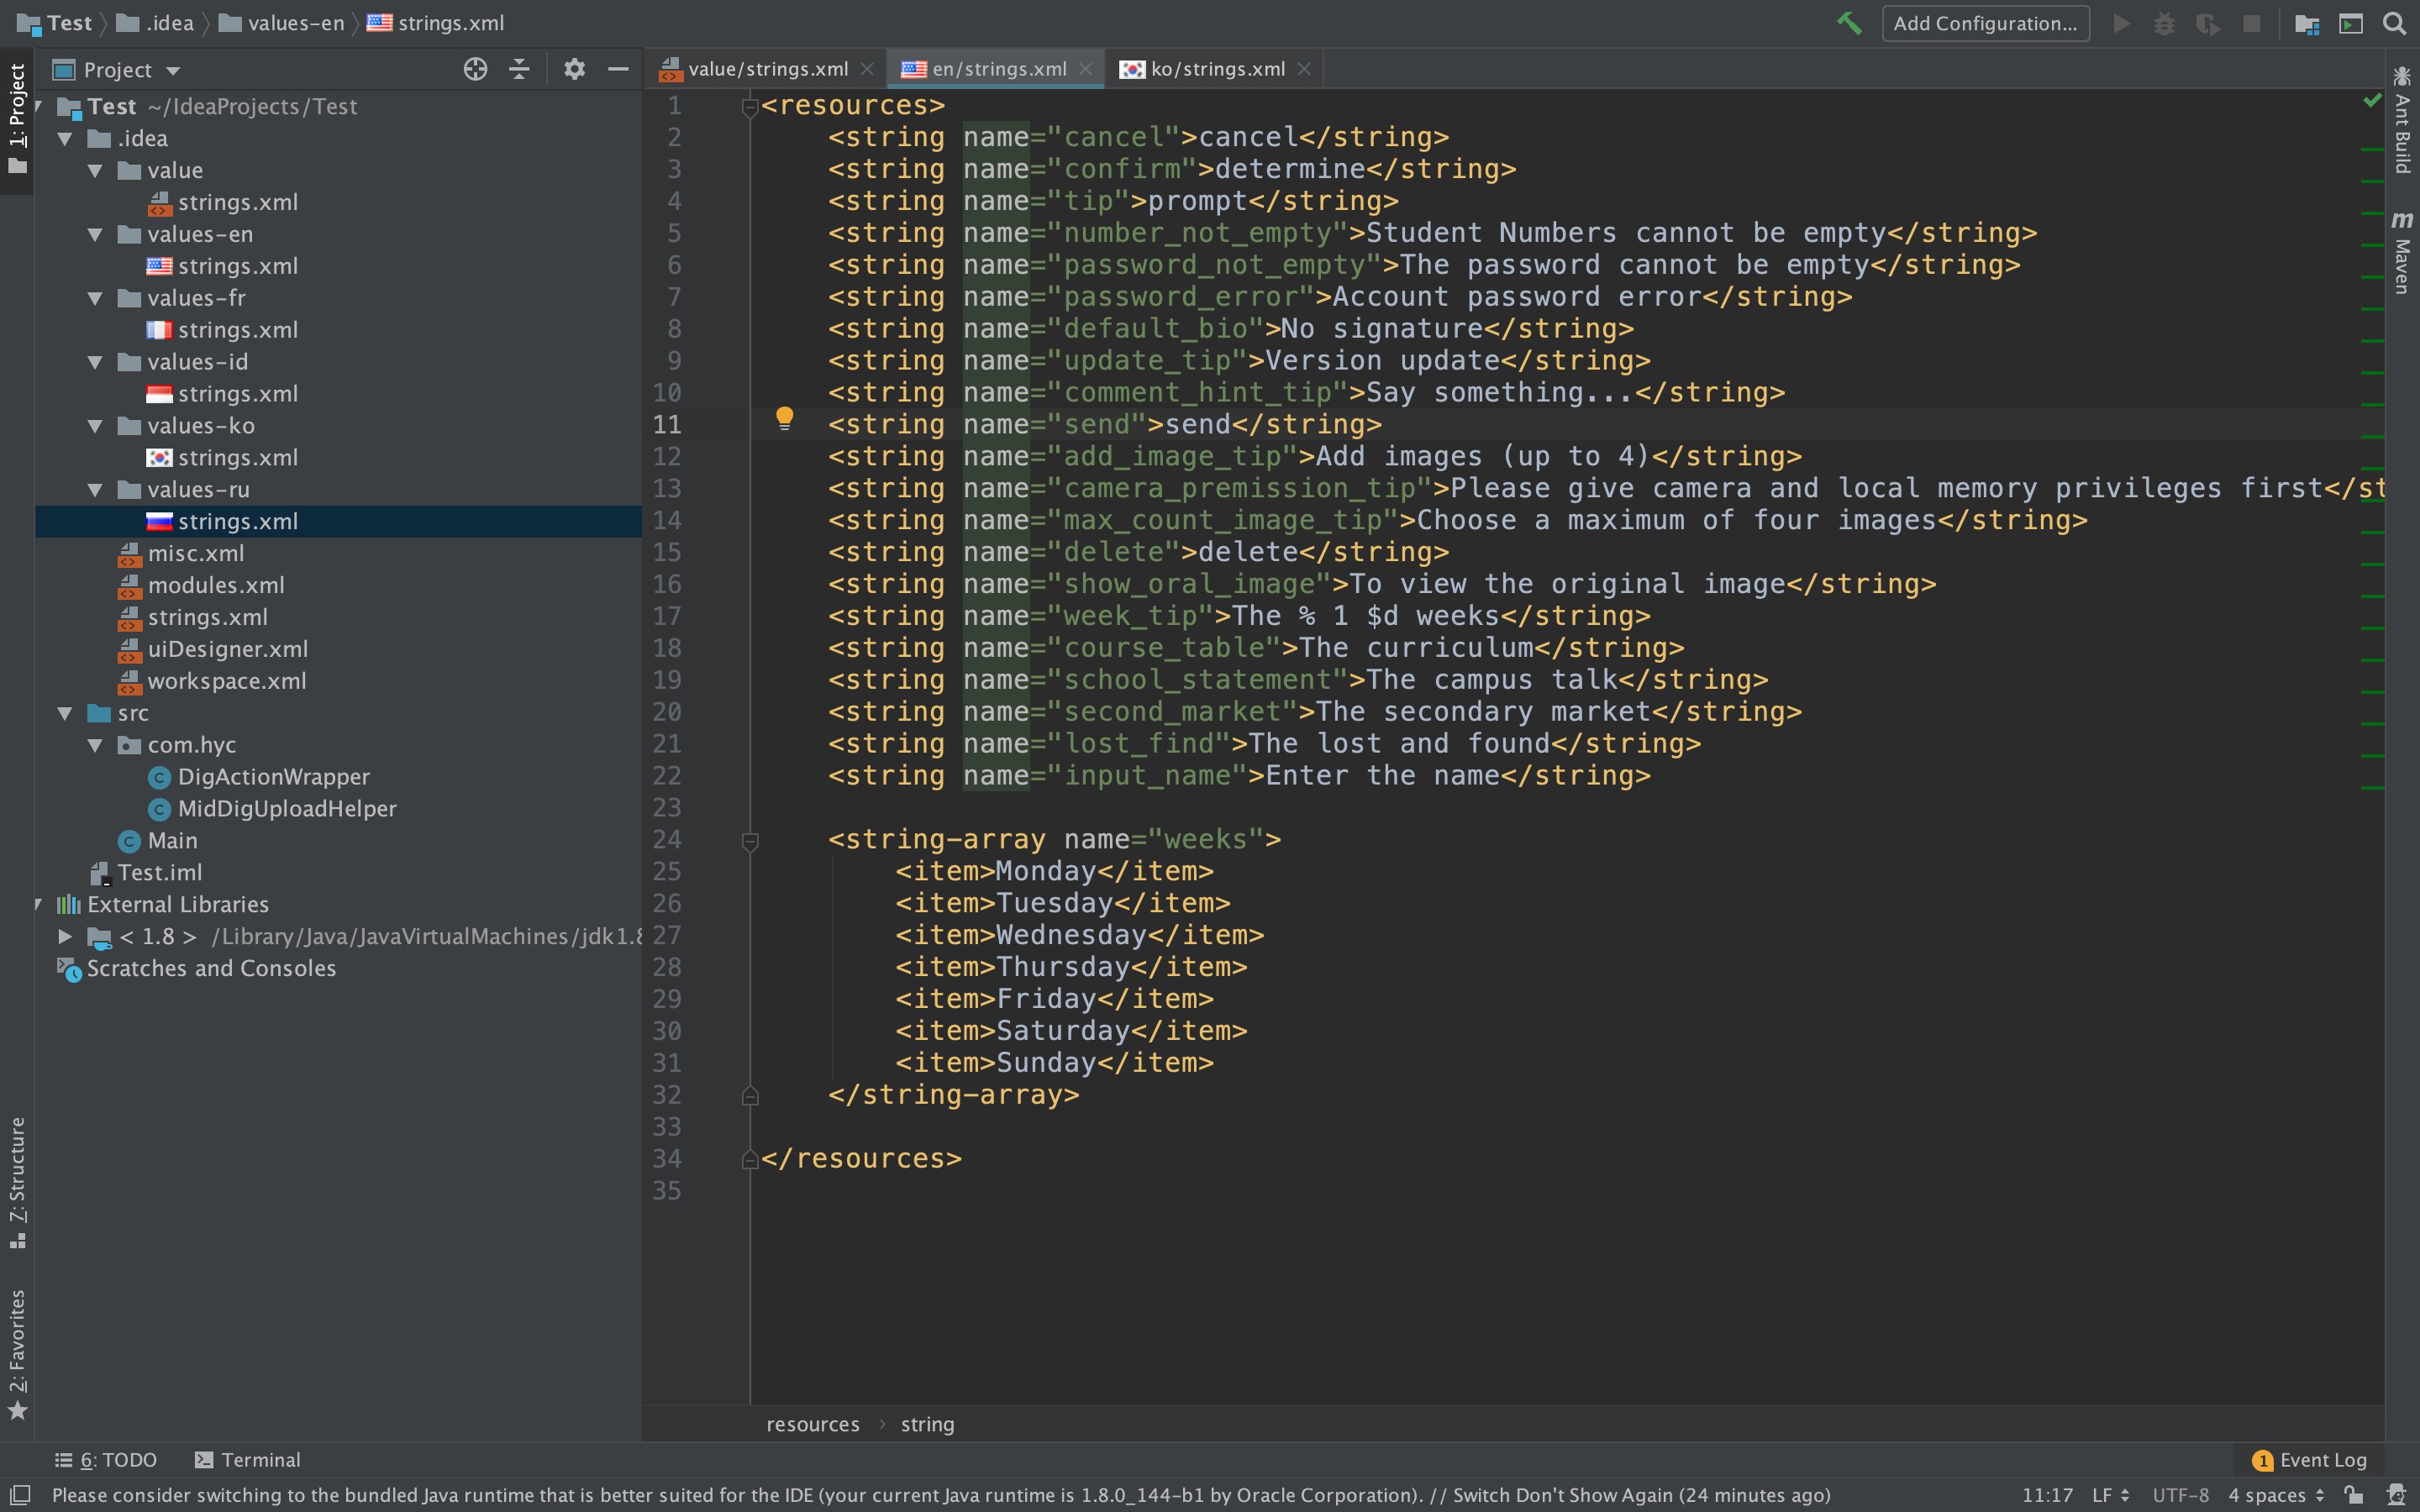 Test .idea values-en strings.xml
Add Configuration...
1: Project
Project
Test ~/IdeaProjects/Test
.idea
value
strings.xml
values-en
strings.xml
values-fr
strings.xml
values-id
strings.xml
values-ko
strings.xml
values-ru
strings.xml
misc.xml
modules.xml
strings.xml
uiDesigner.xml
workspace.xml
src
com.hyc
DigActionWrapper
MidDigUploadHelper
Main
Test.iml
External Libraries
< 1.8 > /Library/Java/JavaVirtualMachines/jdk1.8
Scratches and Consoles
7: Structure
2: Favorites
value/strings.xml en/strings.xml ko/strings.xml
1 <resources>
2 <string name="cancel">cancel</string>
3 <string name="confirm">determine</string>
4 <string name="tip">prompt</string>
5 <string name="number_not_empty">Student Numbers cannot be empty</string>
6 <string name="password_not_empty">The password cannot be empty</string>
7 <string name="password_error">Account password error</string>
8 <string name="default_bio">No signature</string>
9 <string name="update_tip">Version update</string>
10 <string name="comment_hint_tip">Say something...</string>
11 <string name="send">send</string>
12 <string name="add_image_tip">Add images (up to 4)</string>
13 <string name="camera_premission_tip">Please give camera and local memory privileges first</st
14 <string name="max_count_image_tip">Choose a maximum of four images</string>
15 <string name="delete">delete</string>
16 <string name="show_oral_image">To view the original image</string>
17 <string name="week_tip">The % 1 $d weeks</string>
18 <string name="course_table">The curriculum</string>
19 <string name="school_statement">The campus talk</string>
20 <string name="second_market">The secondary market</string>
21 <string name="lost_find">The lost and found</string>
22 <string name="input_name">Enter the name</string>
23
24 <string-array name="weeks">
25 <item>Monday</item>
26 <item>Tuesday</item>
27 <item>Wednesday</item>
28 <item>Thursday</item>
29 <item>Friday</item>
30 <item>Saturday</item>
31 <item>Sunday</item>
32 </string-array>
33
34 </resources>
35
resources › string
Ant Build
m Maven
6: TODO Terminal
1 Event Log
Please consider switching to the bundled Java runtime that is better suited for the IDE (your current Java runtime is 1.8.0_144-b1 by Oracle Corporation). // Switch Don't Show Again (24 minutes ago) 11:17 LF UTF-8 4 spaces